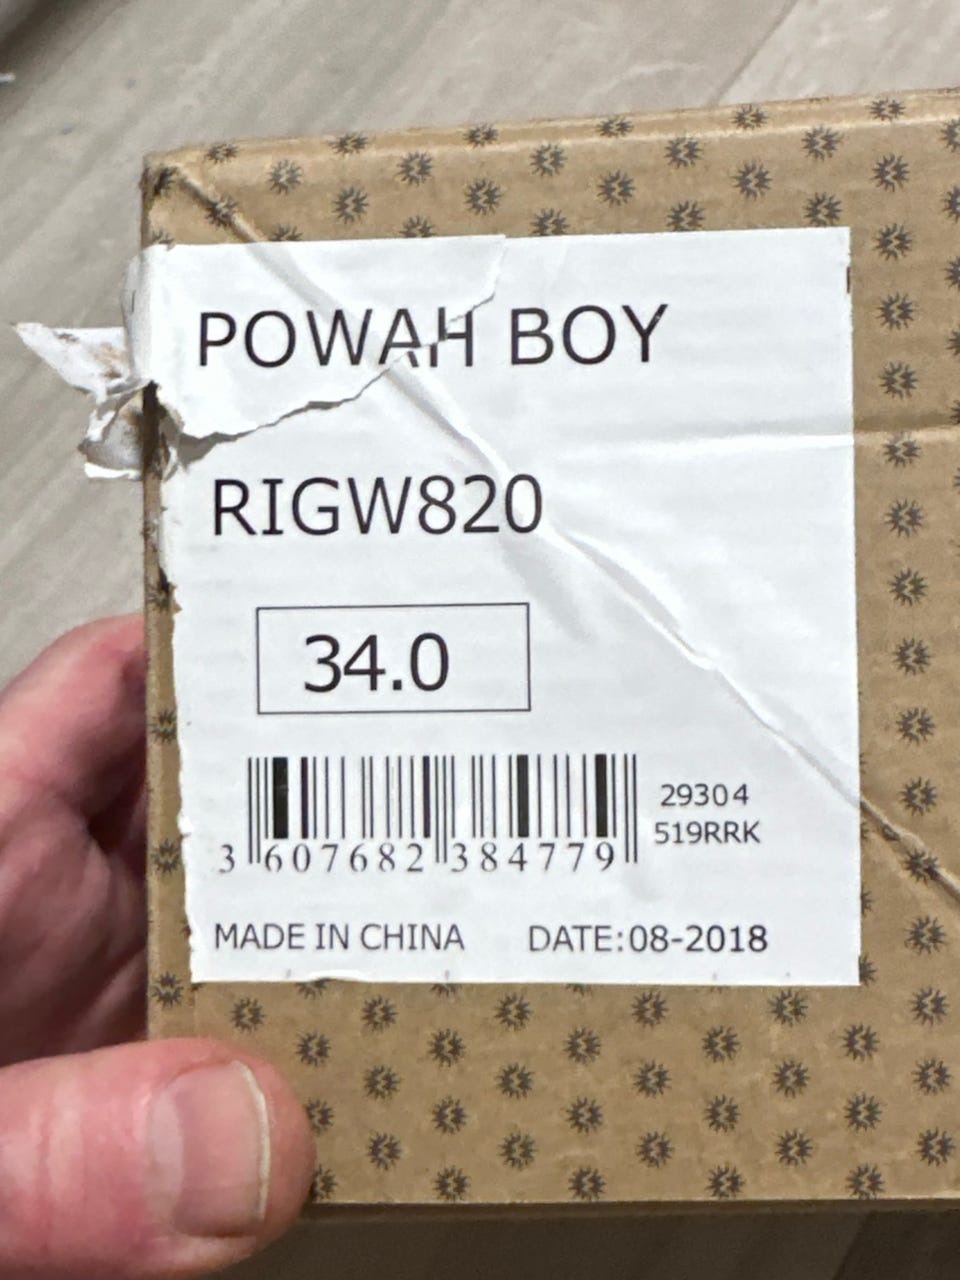 POWAH BOY
RIGW820
34.0
29304
519RRK
3 607682 384779
MADE IN CHINA DATE:08-2018